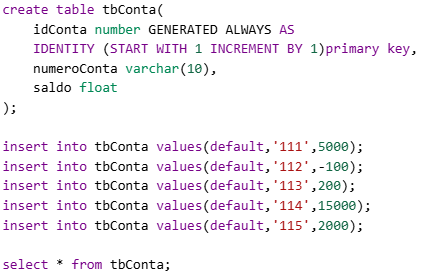 create table tbConta(
    idConta number GENERATED ALWAYS AS
    IDENTITY (START WITH 1 INCREMENT BY 1)primary key,
    numeroConta varchar(10),
    saldo float
);
insert into tbConta values(default,'111',5000);
insert into tbConta values(default,'112',-100);
insert into tbConta values(default,'113',200);
insert into tbConta values(default,'114',15000);
insert into tbConta values(default,'115',2000);
select * from tbConta;